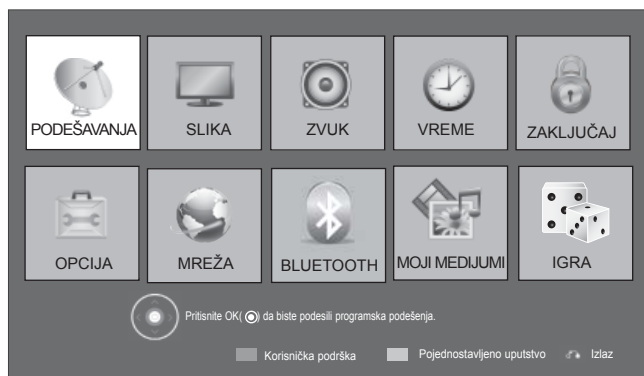 PODEŠAVANJA SLIKA ZVUK VREME ZAKLJUČAJ
OPCIJA MREŽA BLUETOOTH MOJI MEDIJUMI IGRA
Pritisnite OK( ) da biste podesili programska podešenja.
Korisnička podrška Pojednostavljeno uputstvo Izlaz